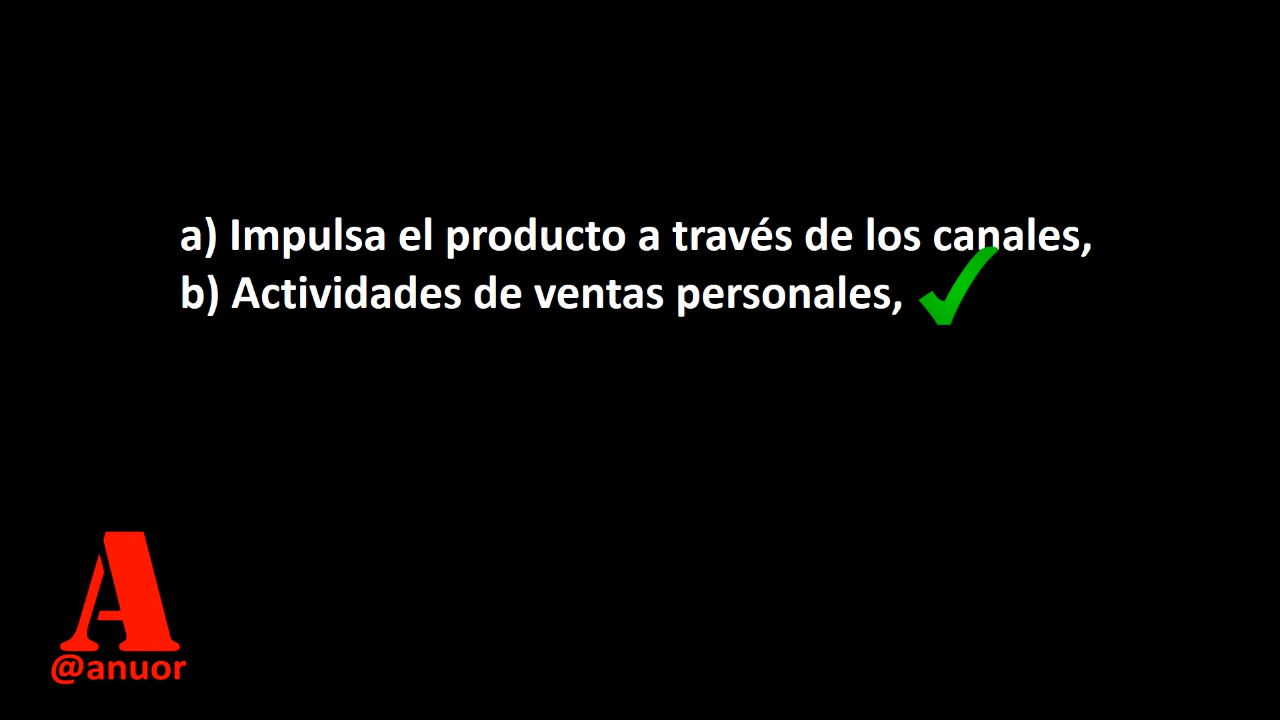 a) Impulsa el producto a través de los canales,
b) Actividades de ventas personales,
A
@anuor